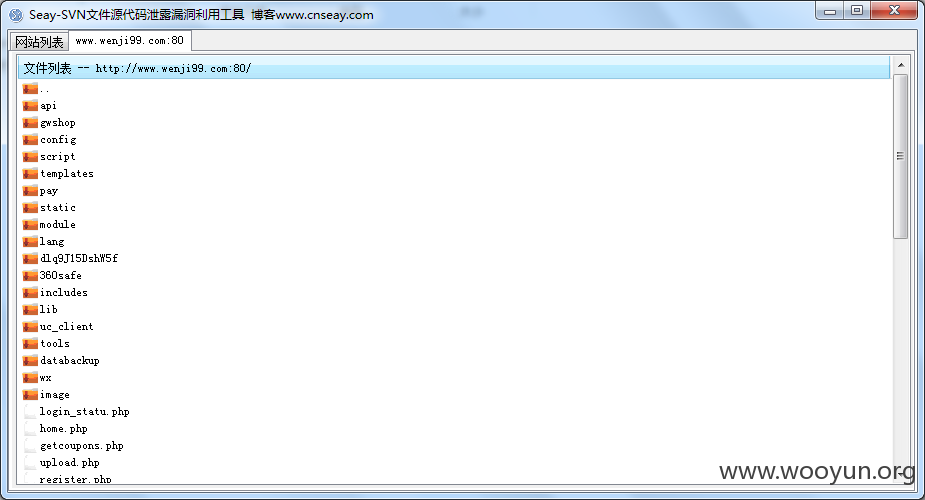 Seay-SVN文件源代码泄露漏洞利用工具 博客www.cnseay.com
网站列表 www.wenji99.com:80
文件列表 -- http://www.wenji99.com:80/
..
api
gwshop
config
script
templates
pay
static
module
lang
dlq9J15DshW5f
360safe
includes
lib
uc_client
tools
databackup
wx
image
login_statu.php
home.php
getcoupons.php
upload.php
register.php
www.wooyun.org